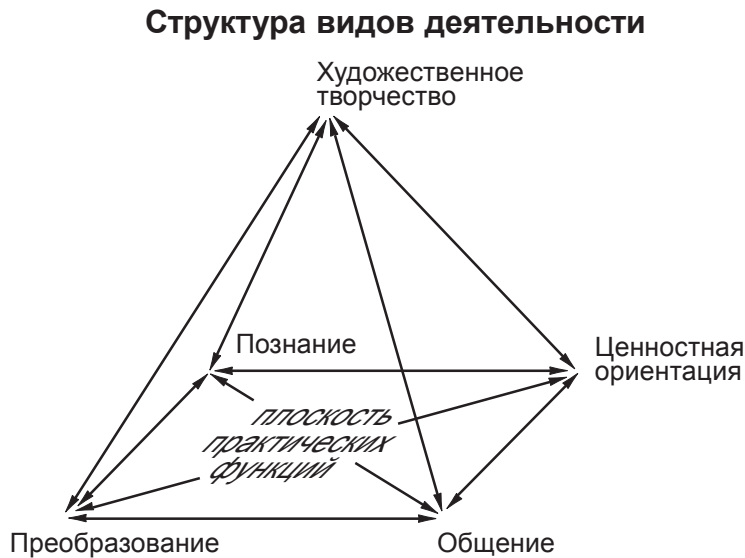 Структура видов деятельности
Художественное
творчество
Познание
Ценностная
ориентация
плоскость
практических
функций
Преобразование
Общение